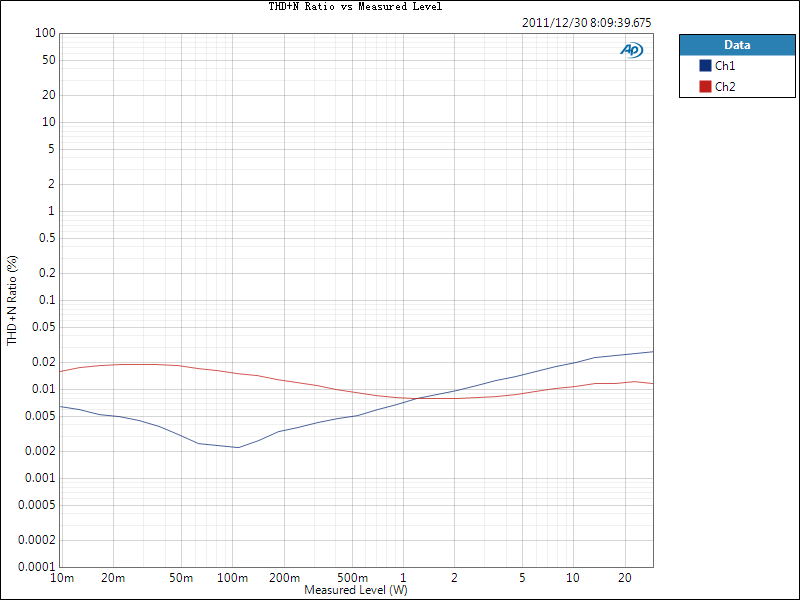 THD+N Ratio vs Measured Level
2011/12/30 8:09:39.675
AP
Data
Ch1
Ch2
THD+N Ratio (%)
100
50
20
10
5
2
1
0.5
0.2
0.1
0.05
0.02
0.01
0.005
0.002
0.001
0.0005
0.0002
0.0001
10m 20m 50m 100m 200m 500m 1 2 5 10 20
Measured Level (W)